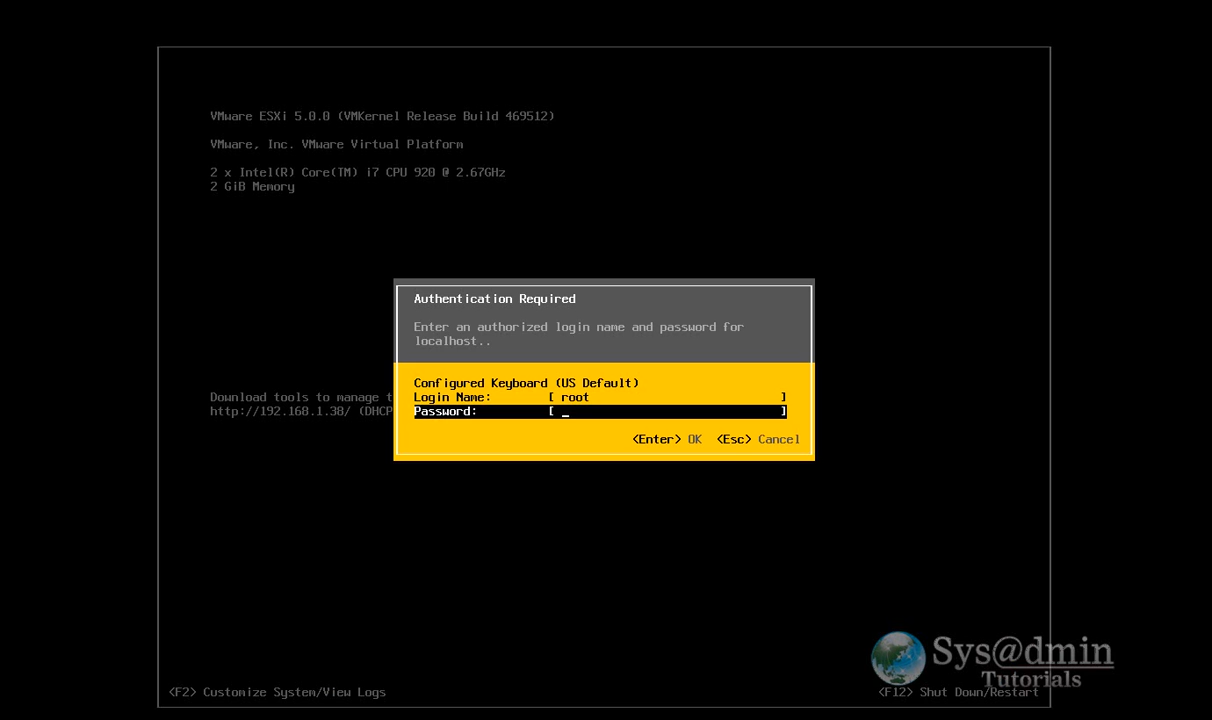 VMware ESXi 5.0.0 (VMKernel Release Build 469512)
VMware, Inc. VMware Virtual Platform
2 x Intel(R) Core(TM) i7 CPU 920 @ 2.67GHz
2 GiB Memory
Authentication Required
Enter an authorized login name and password for
localhost..
Configured Keyboard (US Default)
Download tools to manage t
Login Name: [ root ]
http://192.168.1.38/ (DHCP
Password: [ _ ]
<Enter> OK <Esc> Cancel
Sys@dmin
Tutorials
<F2> Customize System/View Logs
<F12> Shut Down/Restart